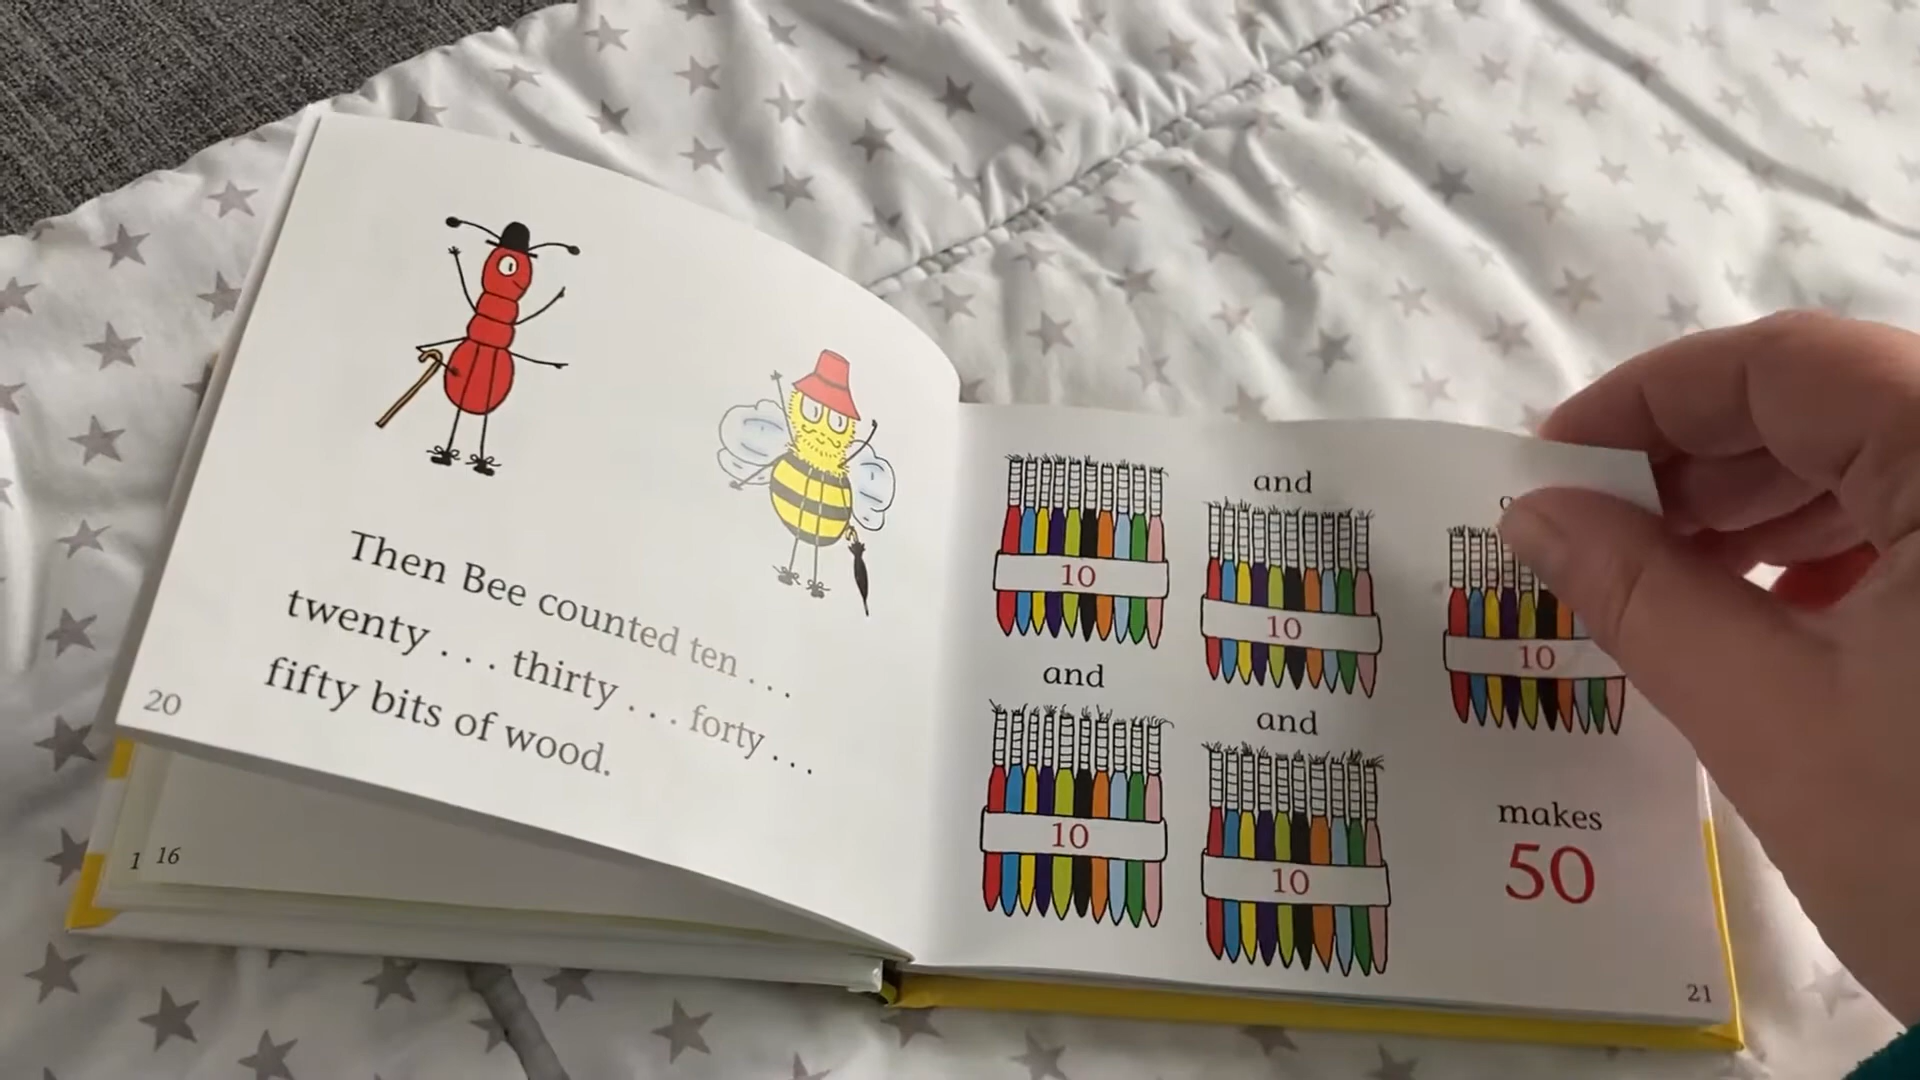 Then Bee counted ten . . .
twenty . . . thirty . . . forty . . .
fifty bits of wood.
20
1 16
10
and
10
10
and
10
and
10
makes
50
21